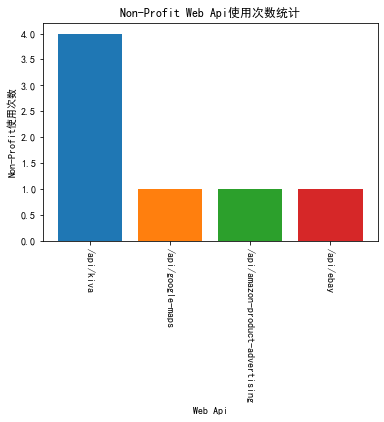 Non-Profit Web Api使用次数统计
Non-Profit使用次数
4.0
3.5
3.0
2.5
2.0
1.5
1.0
0.5
0.0
/api/kiva
/api/google-maps
/api/amazon-product-advertising
/api/ebay
Web Api